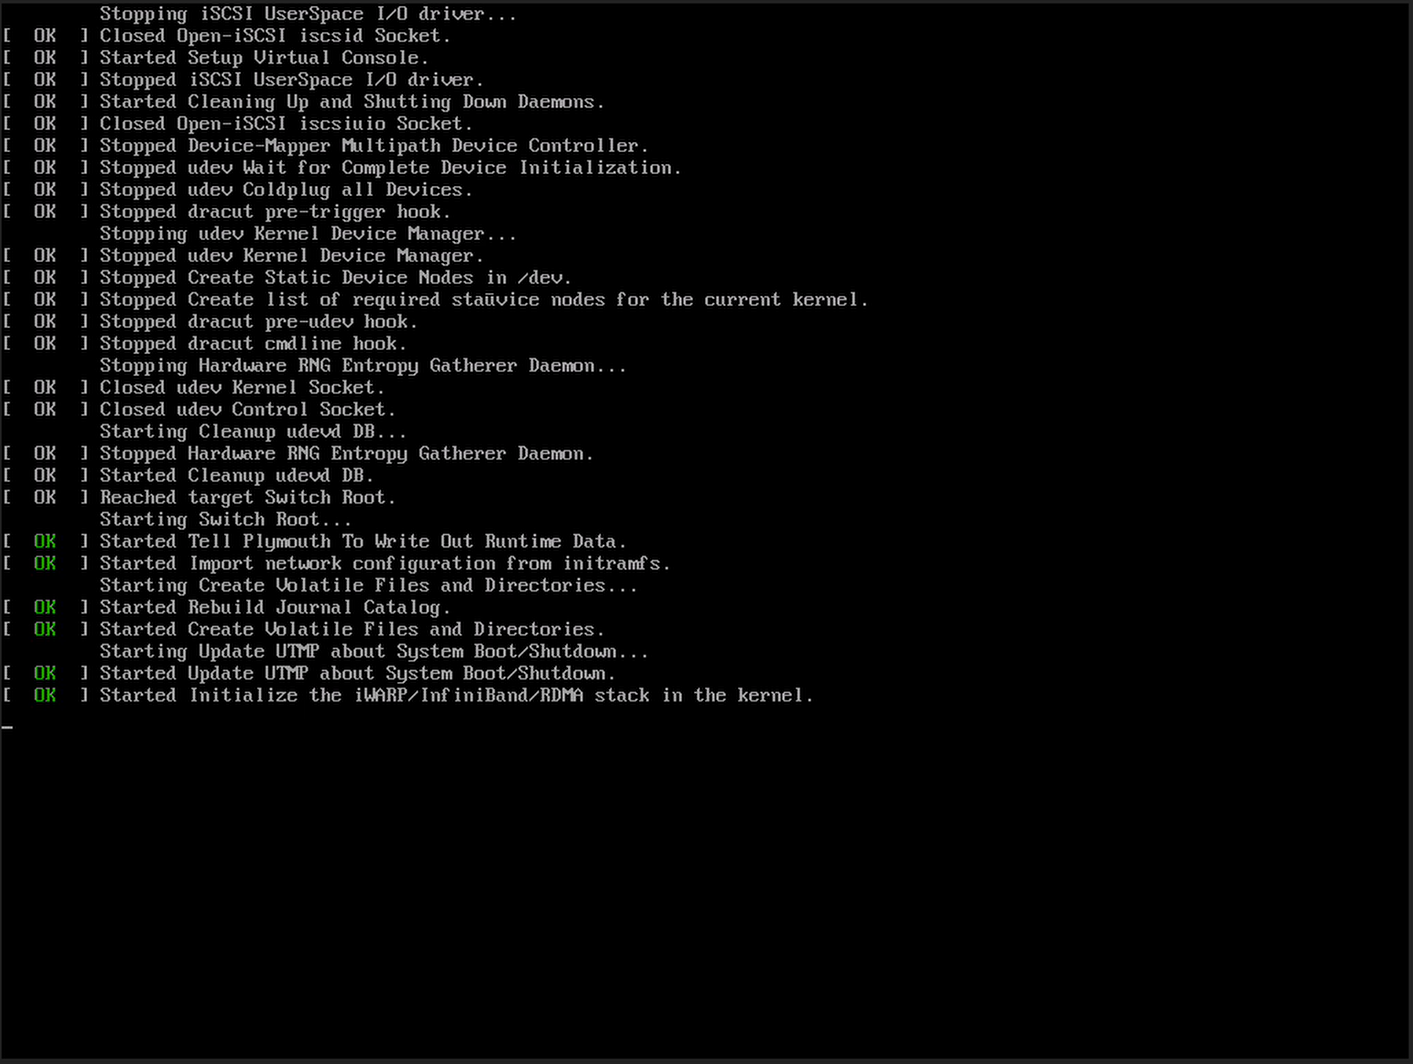 Stopping iSCSI UserSpace I/O driver...
[  OK  ] Closed Open-iSCSI iscsid Socket.
[  OK  ] Started Setup Virtual Console.
[  OK  ] Stopped iSCSI UserSpace I/O driver.
[  OK  ] Started Cleaning Up and Shutting Down Daemons.
[  OK  ] Closed Open-iSCSI iscsiuio Socket.
[  OK  ] Stopped Device-Mapper Multipath Device Controller.
[  OK  ] Stopped udev Wait for Complete Device Initialization.
[  OK  ] Stopped udev Coldplug all Devices.
[  OK  ] Stopped dracut pre-trigger hook.
Stopping udev Kernel Device Manager...
[  OK  ] Stopped udev Kernel Device Manager.
[  OK  ] Stopped Create Static Device Nodes in /dev.
[  OK  ] Stopped Create list of required staūvice nodes for the current kernel.
[  OK  ] Stopped dracut pre-udev hook.
[  OK  ] Stopped dracut cmdline hook.
Stopping Hardware RNG Entropy Gatherer Daemon...
[  OK  ] Closed udev Kernel Socket.
[  OK  ] Closed udev Control Socket.
Starting Cleanup udevd DB...
[  OK  ] Stopped Hardware RNG Entropy Gatherer Daemon.
[  OK  ] Started Cleanup udevd DB.
[  OK  ] Reached target Switch Root.
Starting Switch Root...
[  OK  ] Started Tell Plymouth To Write Out Runtime Data.
[  OK  ] Started Import network configuration from initramfs.
Starting Create Volatile Files and Directories...
[  OK  ] Started Rebuild Journal Catalog.
[  OK  ] Started Create Volatile Files and Directories.
Starting Update UTMP about System Boot/Shutdown...
[  OK  ] Started Update UTMP about System Boot/Shutdown.
[  OK  ] Started Initialize the iWARP/InfiniBand/RDMA stack in the kernel.